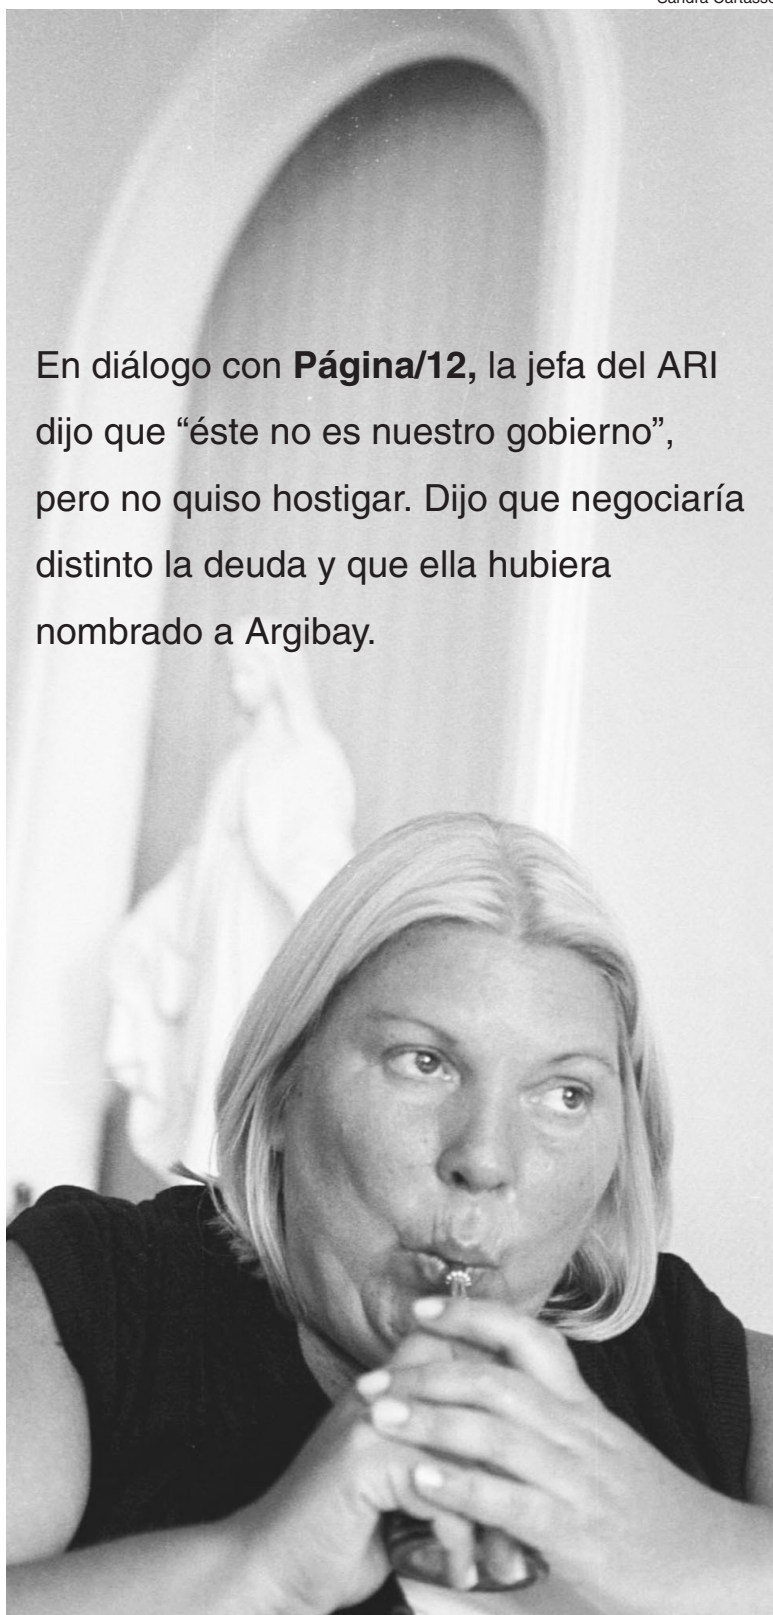 En diálogo con Página/12, la jefa del ARI
dijo que “éste no es nuestro gobierno”,
pero no quiso hostigar. Dijo que negociaría
distinto la deuda y que ella hubiera
nombrado a Argibay.